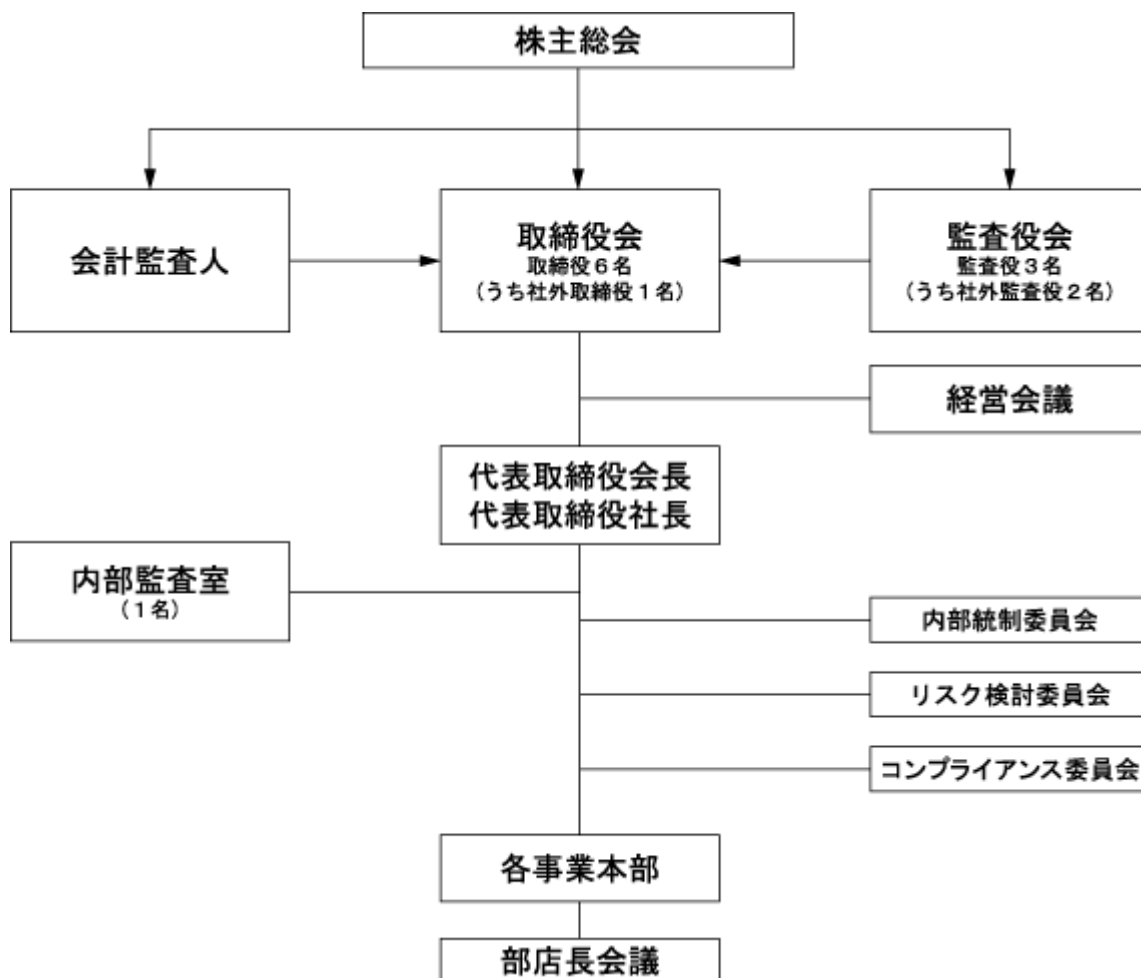 株主総会
会計監査人
取締役会
取締役6名
(うち社外取締役1名)
監査役会
監査役3名
(うち社外監査役2名)
経営会議
代表取締役会長
代表取締役社長
内部監査室
(1名)
内部統制委員会
リスク検討委員会
コンプライアンス委員会
各事業本部
部店長会議